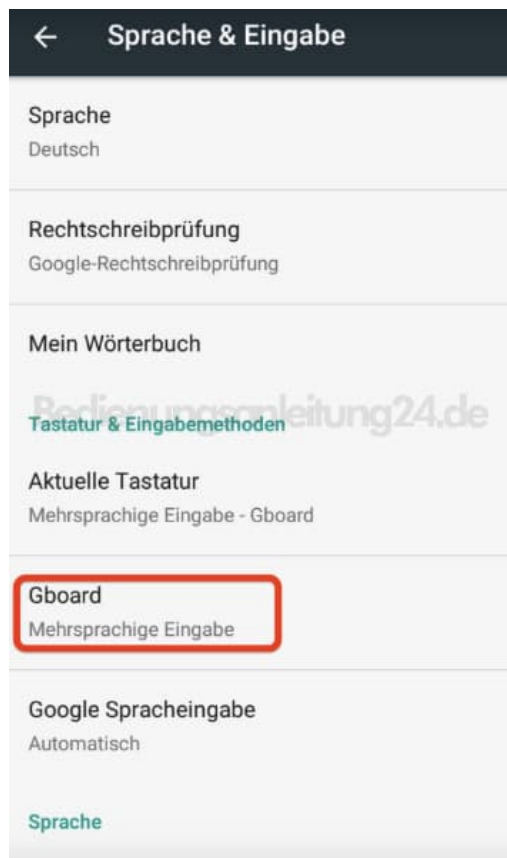 Sprache & Eingabe
Sprache
Deutsch
Rechtschreibprüfung
Google-Rechtschreibprüfung
Mein Wörterbuch
Bedienungsanleitung24.de
Tastatur & Eingabemethoden
Aktuelle Tastatur
Mehrsprachige Eingabe - Gboard
Gboard
Mehrsprachige Eingabe
Google Spracheingabe
Automatisch
Sprache